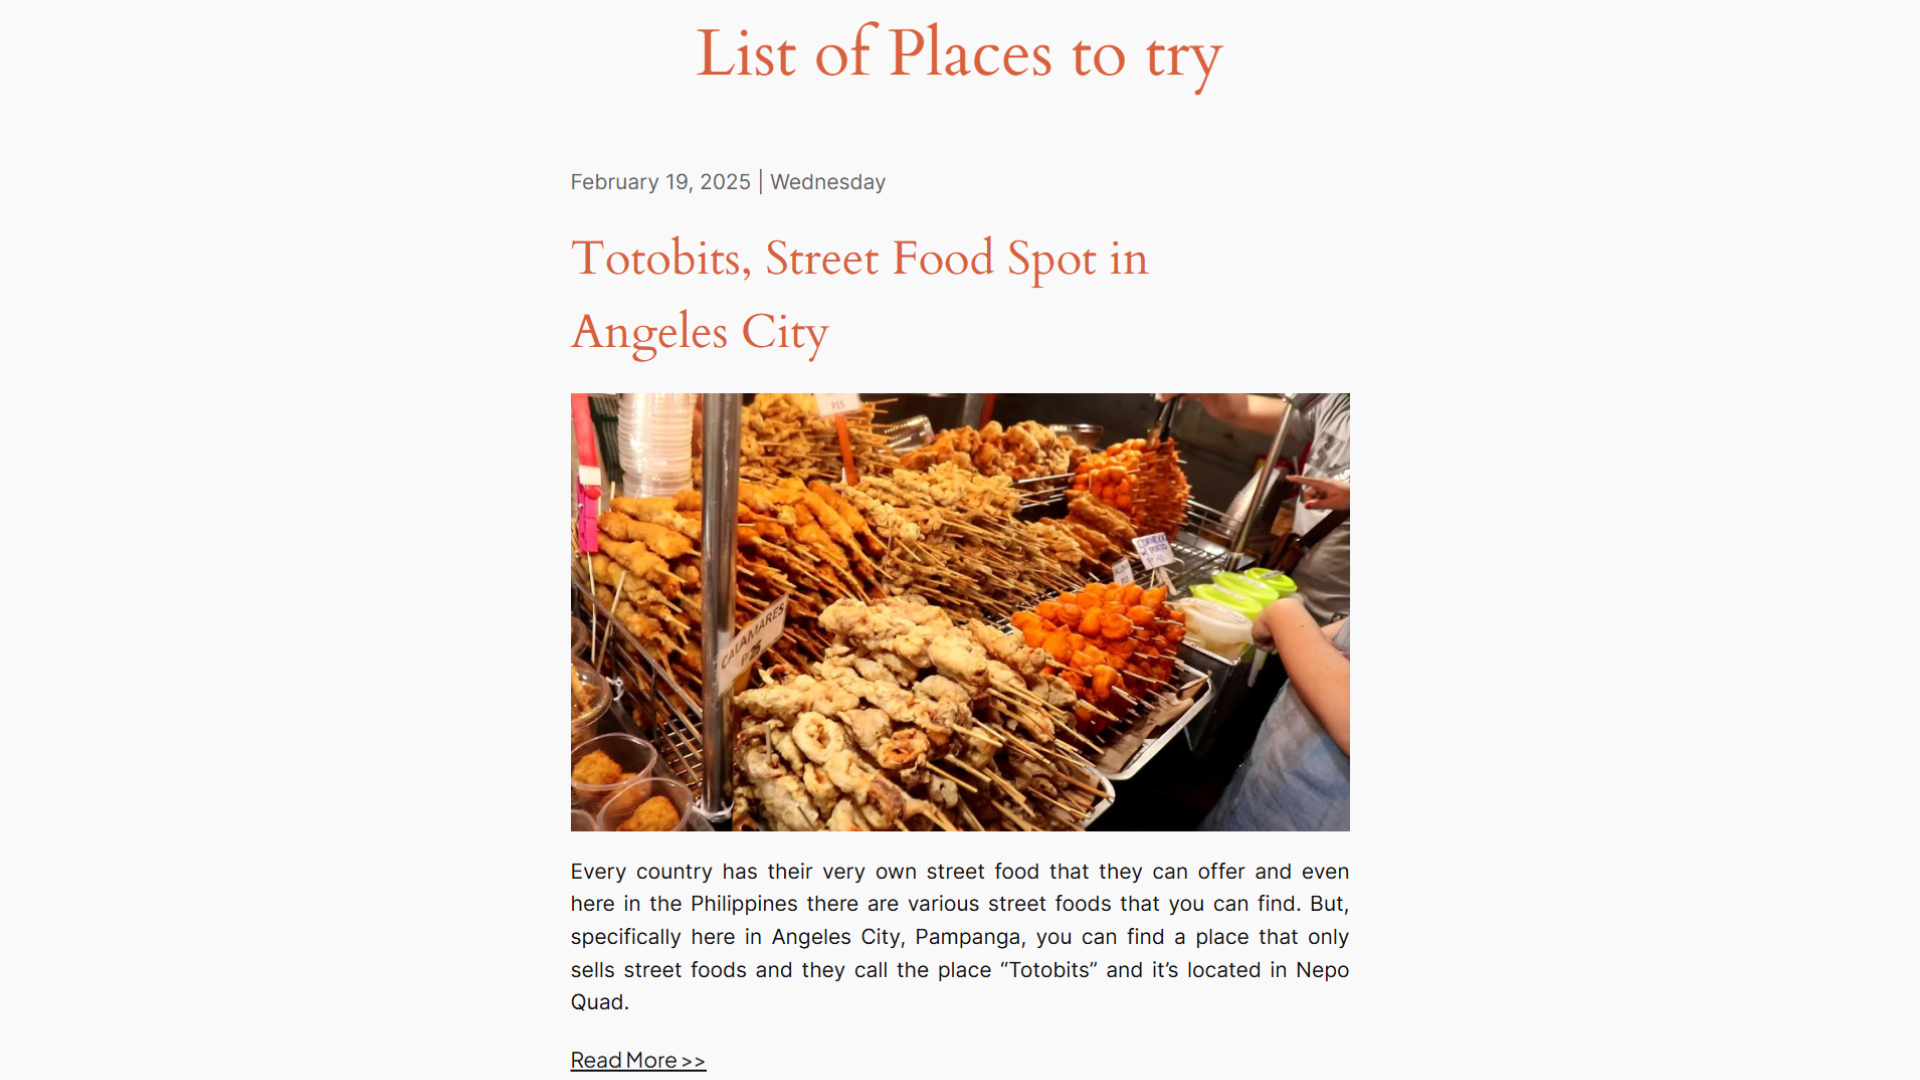 List of Places to try
February 19, 2025 | Wednesday
Totobits, Street Food Spot in
Angeles City
P15
CALAMARES
P25
Every country has their very own street food that they can offer and even
here in the Philippines there are various street foods that you can find. But,
specifically here in Angeles City, Pampanga, you can find a place that only
sells street foods and they call the place “Totobits” and it’s located in Nepo
Quad.
Read More >>